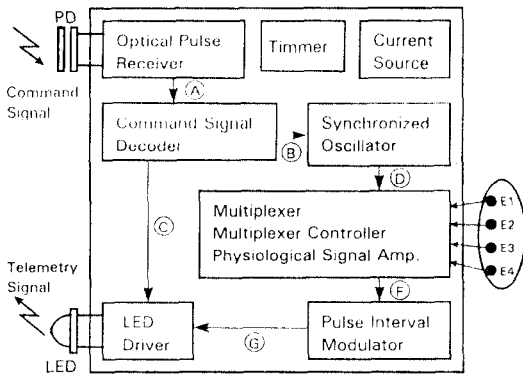 PD
Optical Pulse
Receiver
Timmer
Current
Source
Command
Signal
A
Command Signal
Decoder
B
Synchronized
Oscillator
D
C
Multiplexer
Multiplexer Controller
Physiological Signal Amp.
E1
E2
E3
E4
Telemetry
Signal
F
LED
Driver
G
Pulse Interval
Modulator
LED